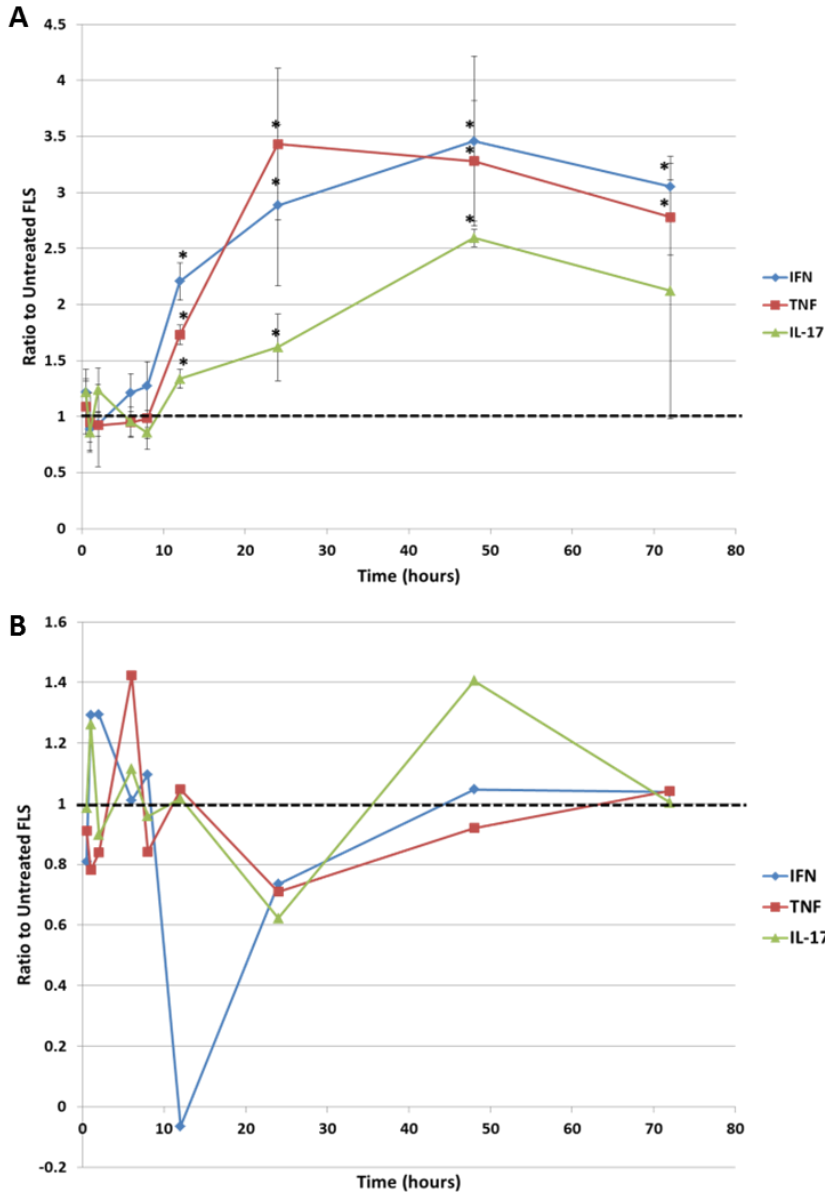 A
4.5
4
3.5
3
2.5
2
1.5
1
0.5
0
Ratio to Untreated FLS
* * * * * * * * * * *
0 10 20 30 40 50 60 70 80
Time (hours)
IFN
TNF
IL-17
B
1.6
1.4
1.2
1
0.8
0.6
0.4
0.2
0
-0.2
Ratio to Untreated FLS
0 10 20 30 40 50 60 70 80
Time (hours)
IFN
TNF
IL-17